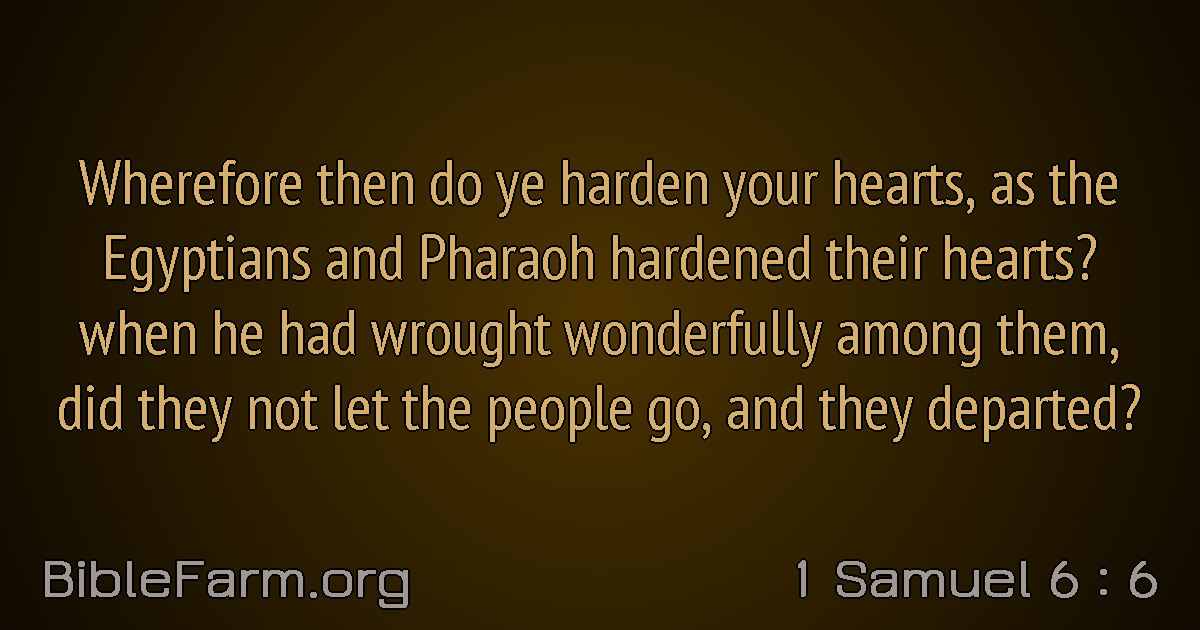 Wherefore then do ye harden your hearts, as the
Egyptians and Pharaoh hardened their hearts?
when he had wrought wonderfully among them,
did they not let the people go, and they departed?
BibleFarm.org
1 Samuel 6 : 6